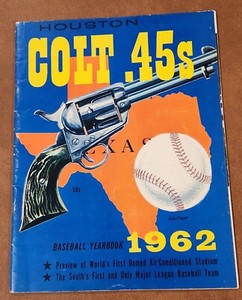 HOUSTON
COLT .45s
TEXAS
50¢
BASEBALL YEARBOOK 1962
★ Preview of World's First Domed Air-Conditioned Stadium
★ The South's First and Only Major League Baseball Team